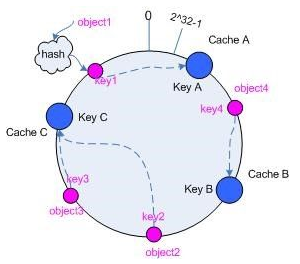 object1
0
2^32-1
Cache A
hash
key1
Key A
object4
key4
Key C
Cache C
Cache B
Key B
key3
object3
key2
object2